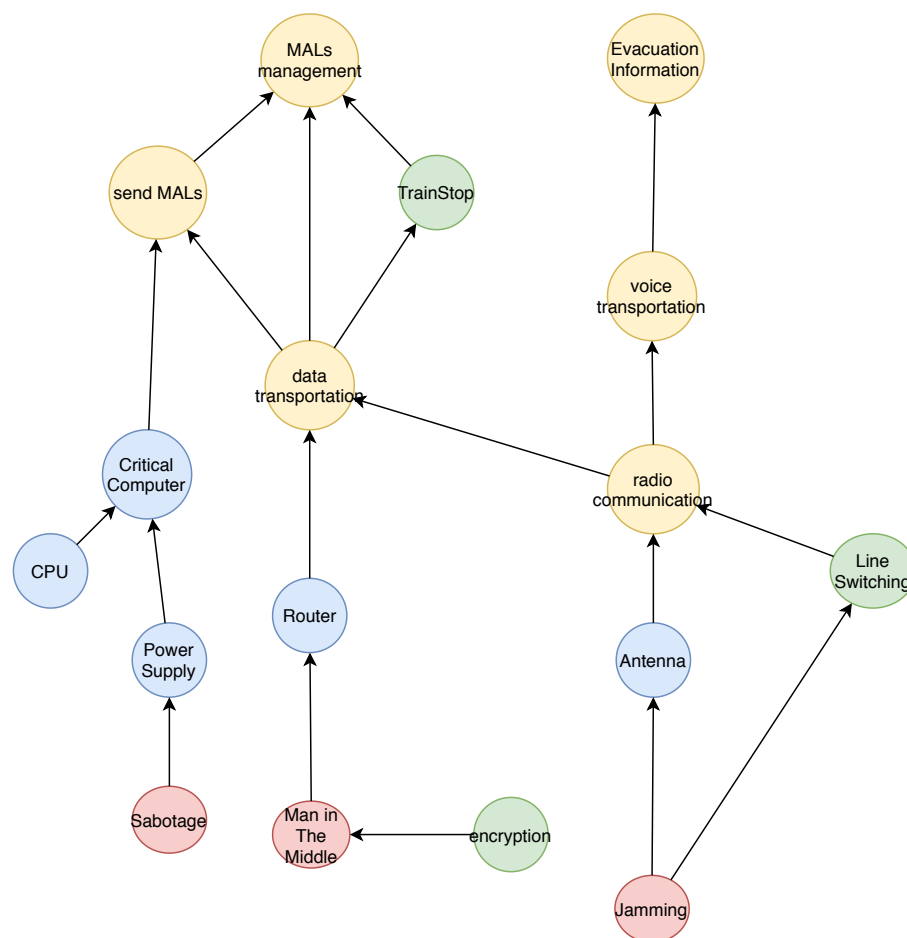 MALs
management
Evacuation
Information
send MALs
TrainStop
voice
transportation
data
transportation
Critical
Computer
radio
communication
CPU
Line
Switching
Router
Power
Supply
Antenna
Sabotage
Man in
The
Middle
encryption
Jamming